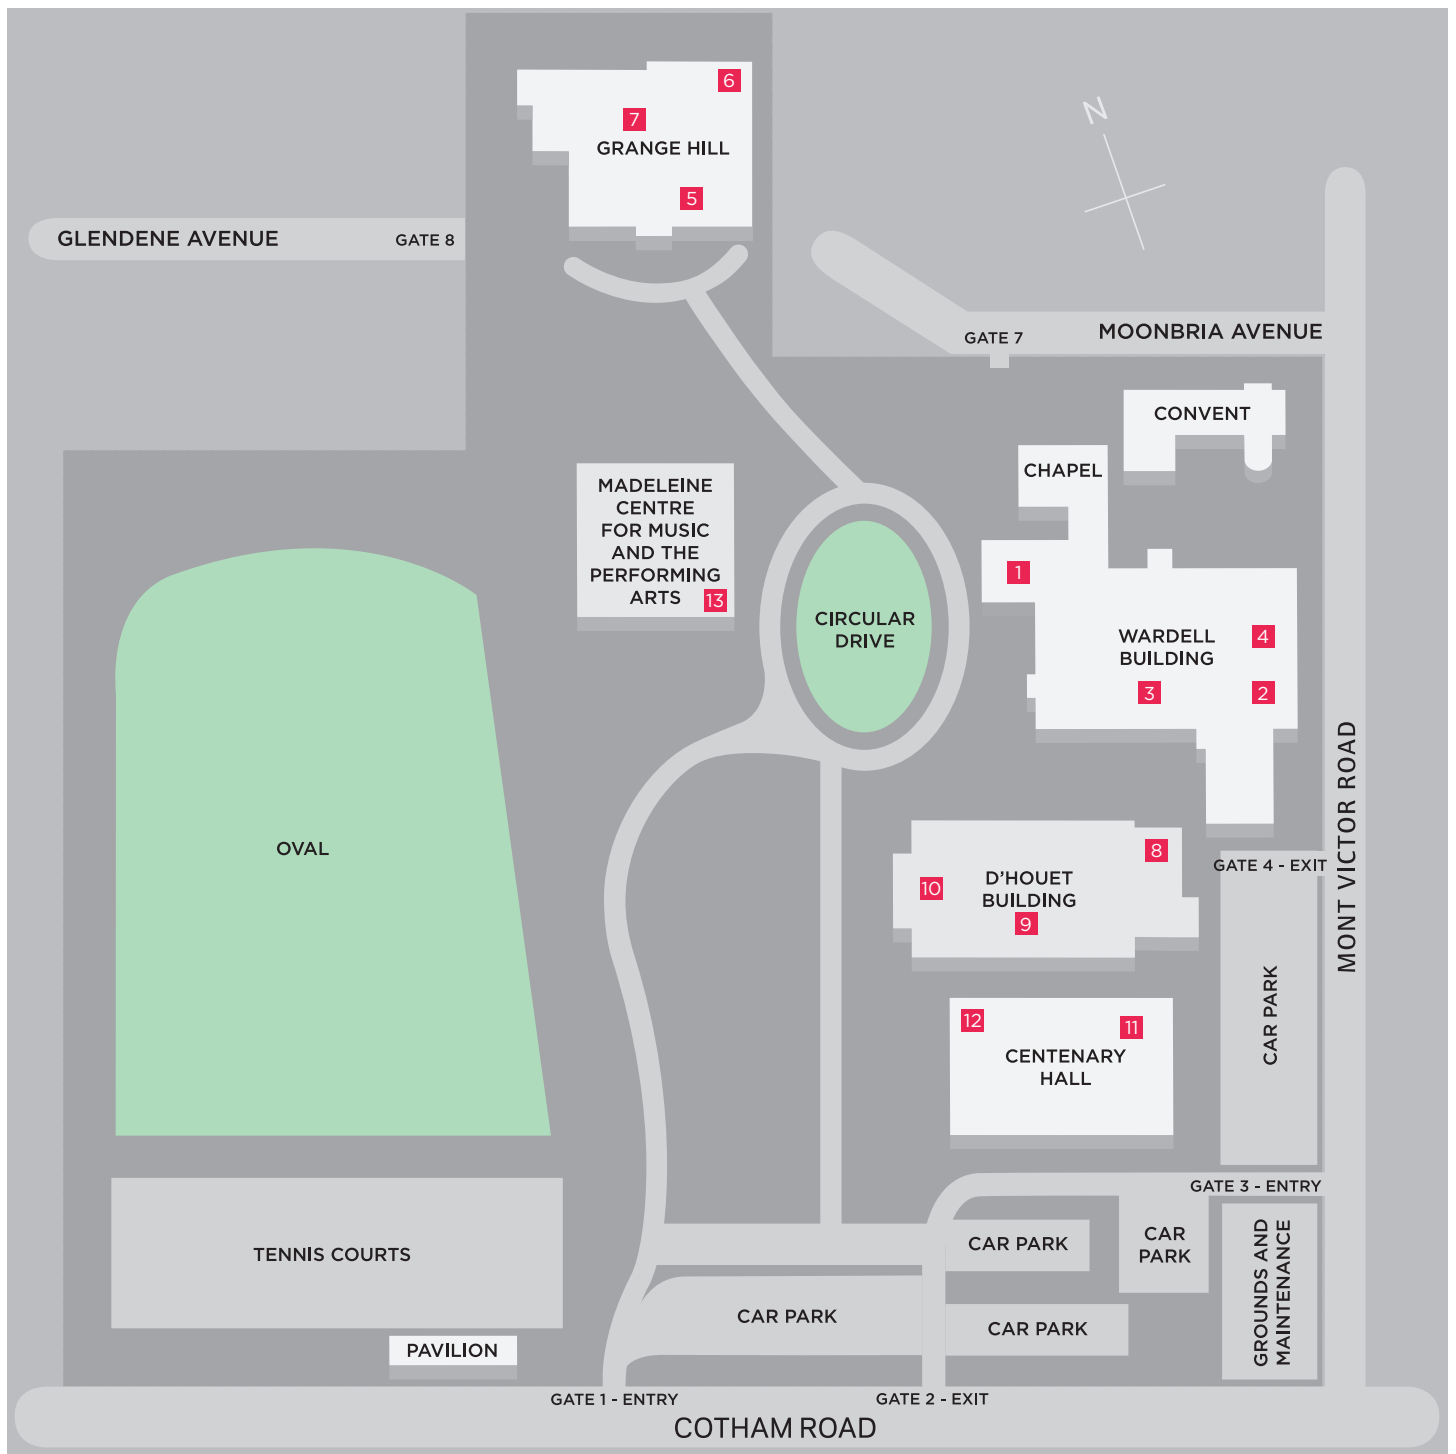 6
7
GRANGE HILL
5
N
GLENDENE AVENUE
GATE 8
GATE 7
MOONBRIA AVENUE
CONVENT
CHAPEL
MADELEINE
CENTRE
FOR MUSIC
AND THE
PERFORMING
ARTS
13
1
CIRCULAR
DRIVE
WARDELL
BUILDING
4
3
2
MONT VICTOR ROAD
OVAL
8
GATE 4 - EXIT
10
D'HOUET
BUILDING
9
CAR PARK
12
11
CENTENARY
HALL
GATE 3 - ENTRY
TENNIS COURTS
CAR PARK
CAR
PARK
GROUNDS AND
MAINTENANCE
CAR PARK
CAR PARK
PAVILION
GATE 1 - ENTRY
GATE 2 - EXIT
COTHAM ROAD